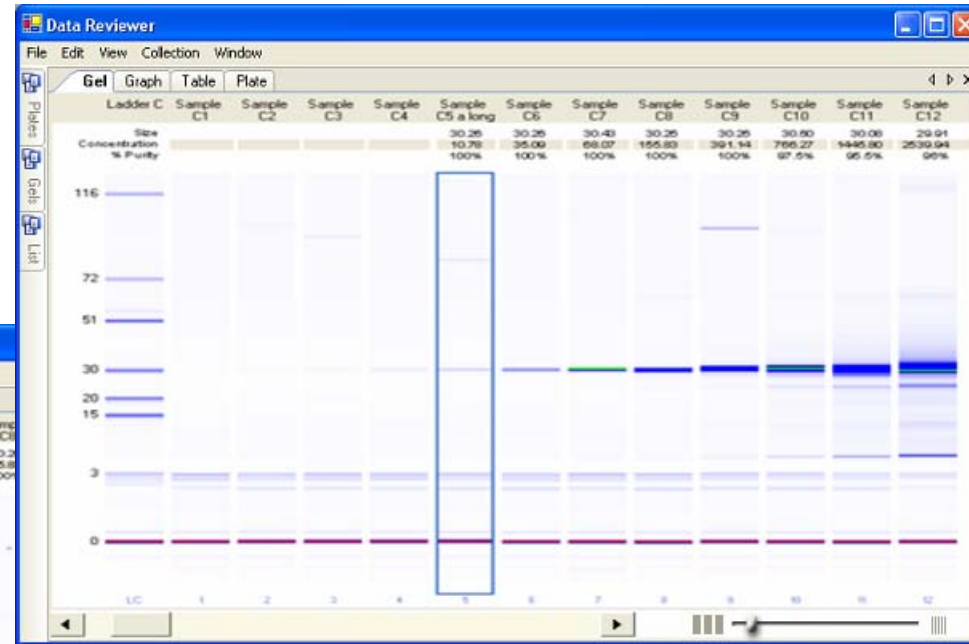 Data Reviewer
File Edit View Collection Window
Gel Graph Table Plate
Plates
Gels
List
Ladder C Sample C1 Sample C2 Sample C3 Sample C4 Sample C5 a long Sample C6 Sample C7 Sample C8 Sample C9 Sample C10 Sample C11 Sample C12
Size 30.26 30.26 30.43 30.26 30.26 30.60 30.08 29.91
Concentration 10.78 35.09 68.07 155.83 391.14 766.27 1446.80 2539.94
% Purity 100% 100% 100% 100% 100% 97.5% 96.5% 96%
116
72
51
30
20
15
3
0
LC 1 2 3 4 5 6 7 8 9 10 11 12